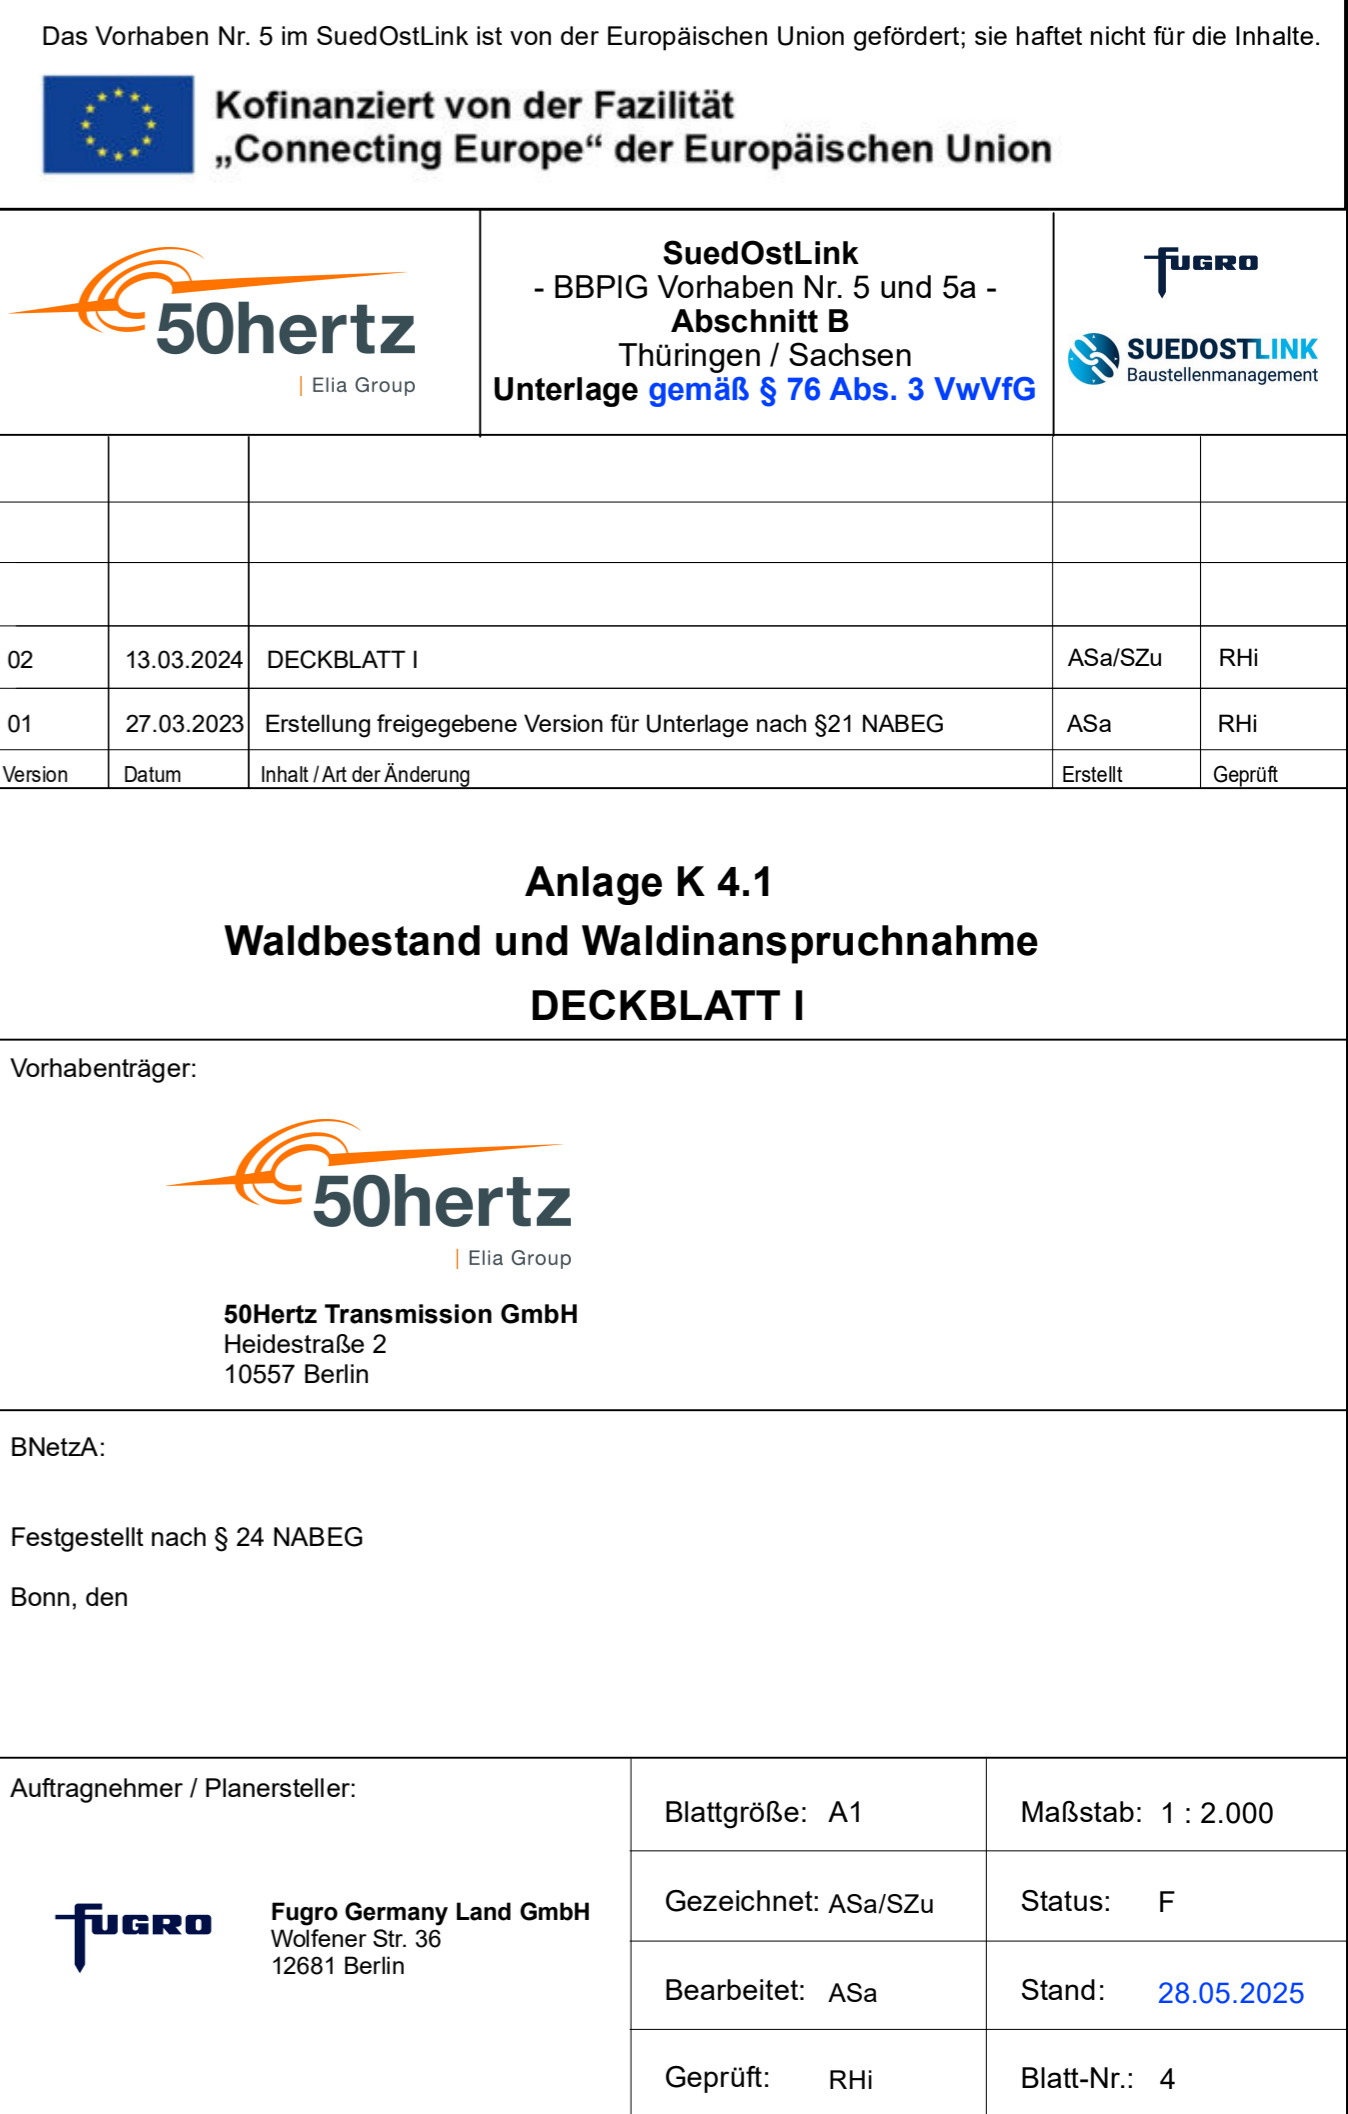 Das Vorhaben Nr. 5 im SuedOstLink ist von der Europäischen Union gefördert; sie haftet nicht für die Inhalte.
Kofinanziert von der Fazilität
„Connecting Europe“ der Europäischen Union
50hertz
| Elia Group
SuedOstLink
- BBPlG Vorhaben Nr. 5 und 5a -
Abschnitt B
Thüringen / Sachsen
Unterlage gemäß § 76 Abs. 3 VwVfG
FUGRO
SUEDOSTLINK
Baustellenmanagement
02 13.03.2024 DECKBLATT I ASa/SZu RHi
01 27.03.2023 Erstellung freigegebene Version für Unterlage nach §21 NABEG ASa RHi
Version Datum Inhalt / Art der Änderung Erstellt Geprüft
Anlage K 4.1
Waldbestand und Waldinanspruchnahme
DECKBLATT I
Vorhabenträger:
50hertz
| Elia Group
50Hertz Transmission GmbH
Heidestraße 2
10557 Berlin
BNetzA:
Festgestellt nach § 24 NABEG
Bonn, den
Auftragnehmer / Planersteller:
FUGRO
Fugro Germany Land GmbH
Wolfener Str. 36
12681 Berlin
Blattgröße: A1 Maßstab: 1 : 2.000
Gezeichnet: ASa/SZu Status: F
Bearbeitet: ASa Stand: 28.05.2025
Geprüft: RHi Blatt-Nr.: 4